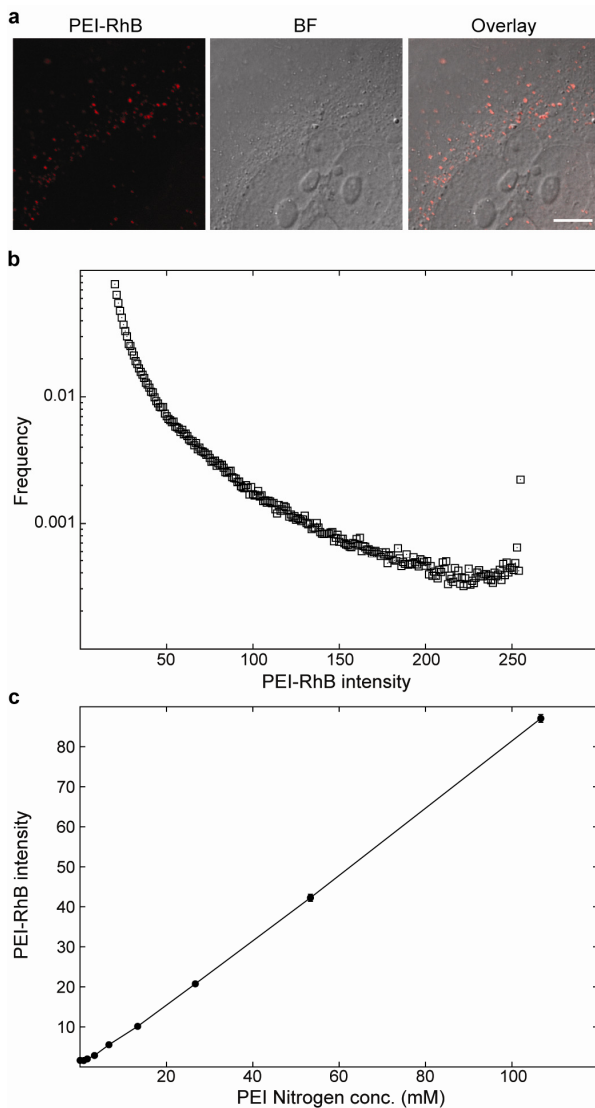 a
PEI-RhB BF Overlay
b
Frequency
0.01
0.001
50 100 150 200 250
PEI-RhB intensity
c
PEI-RhB intensity
80
70
60
50
40
30
20
10
20 40 60 80 100
PEI Nitrogen conc. (mM)